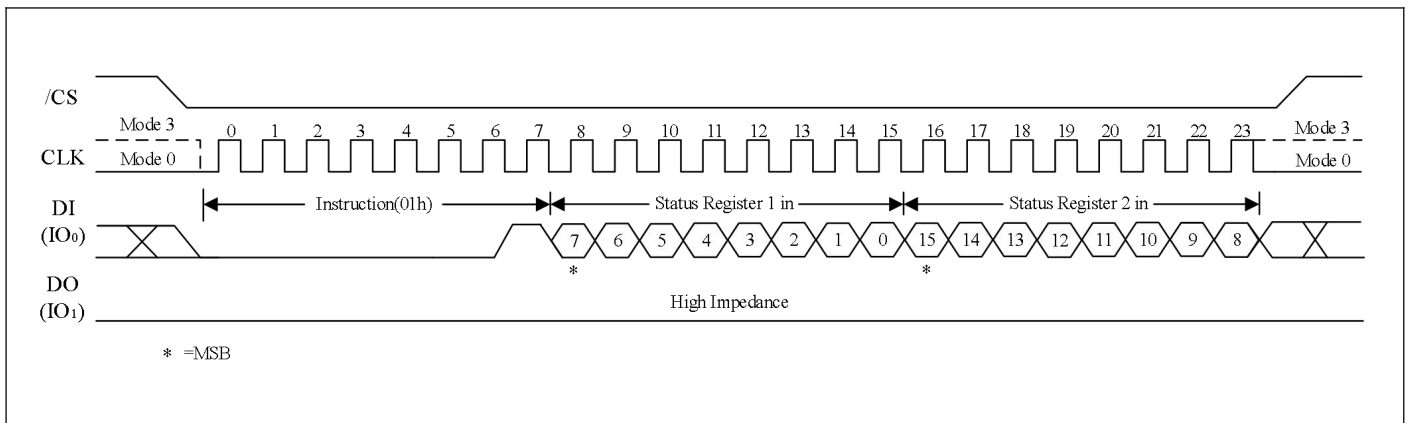 /CS
Mode 3
Mode 0
CLK
0 1 2 3 4 5 6 7 8 9 10 11 12 13 14 15 16 17 18 19 20 21 22 23
Mode 3
Mode 0
DI
(IO₀)
Instruction(01h)
Status Register 1 in
Status Register 2 in
7 6 5 4 3 2 1 0 15 14 13 12 11 10 9 8
* *
DO
(IO₁)
High Impedance
* =MSB